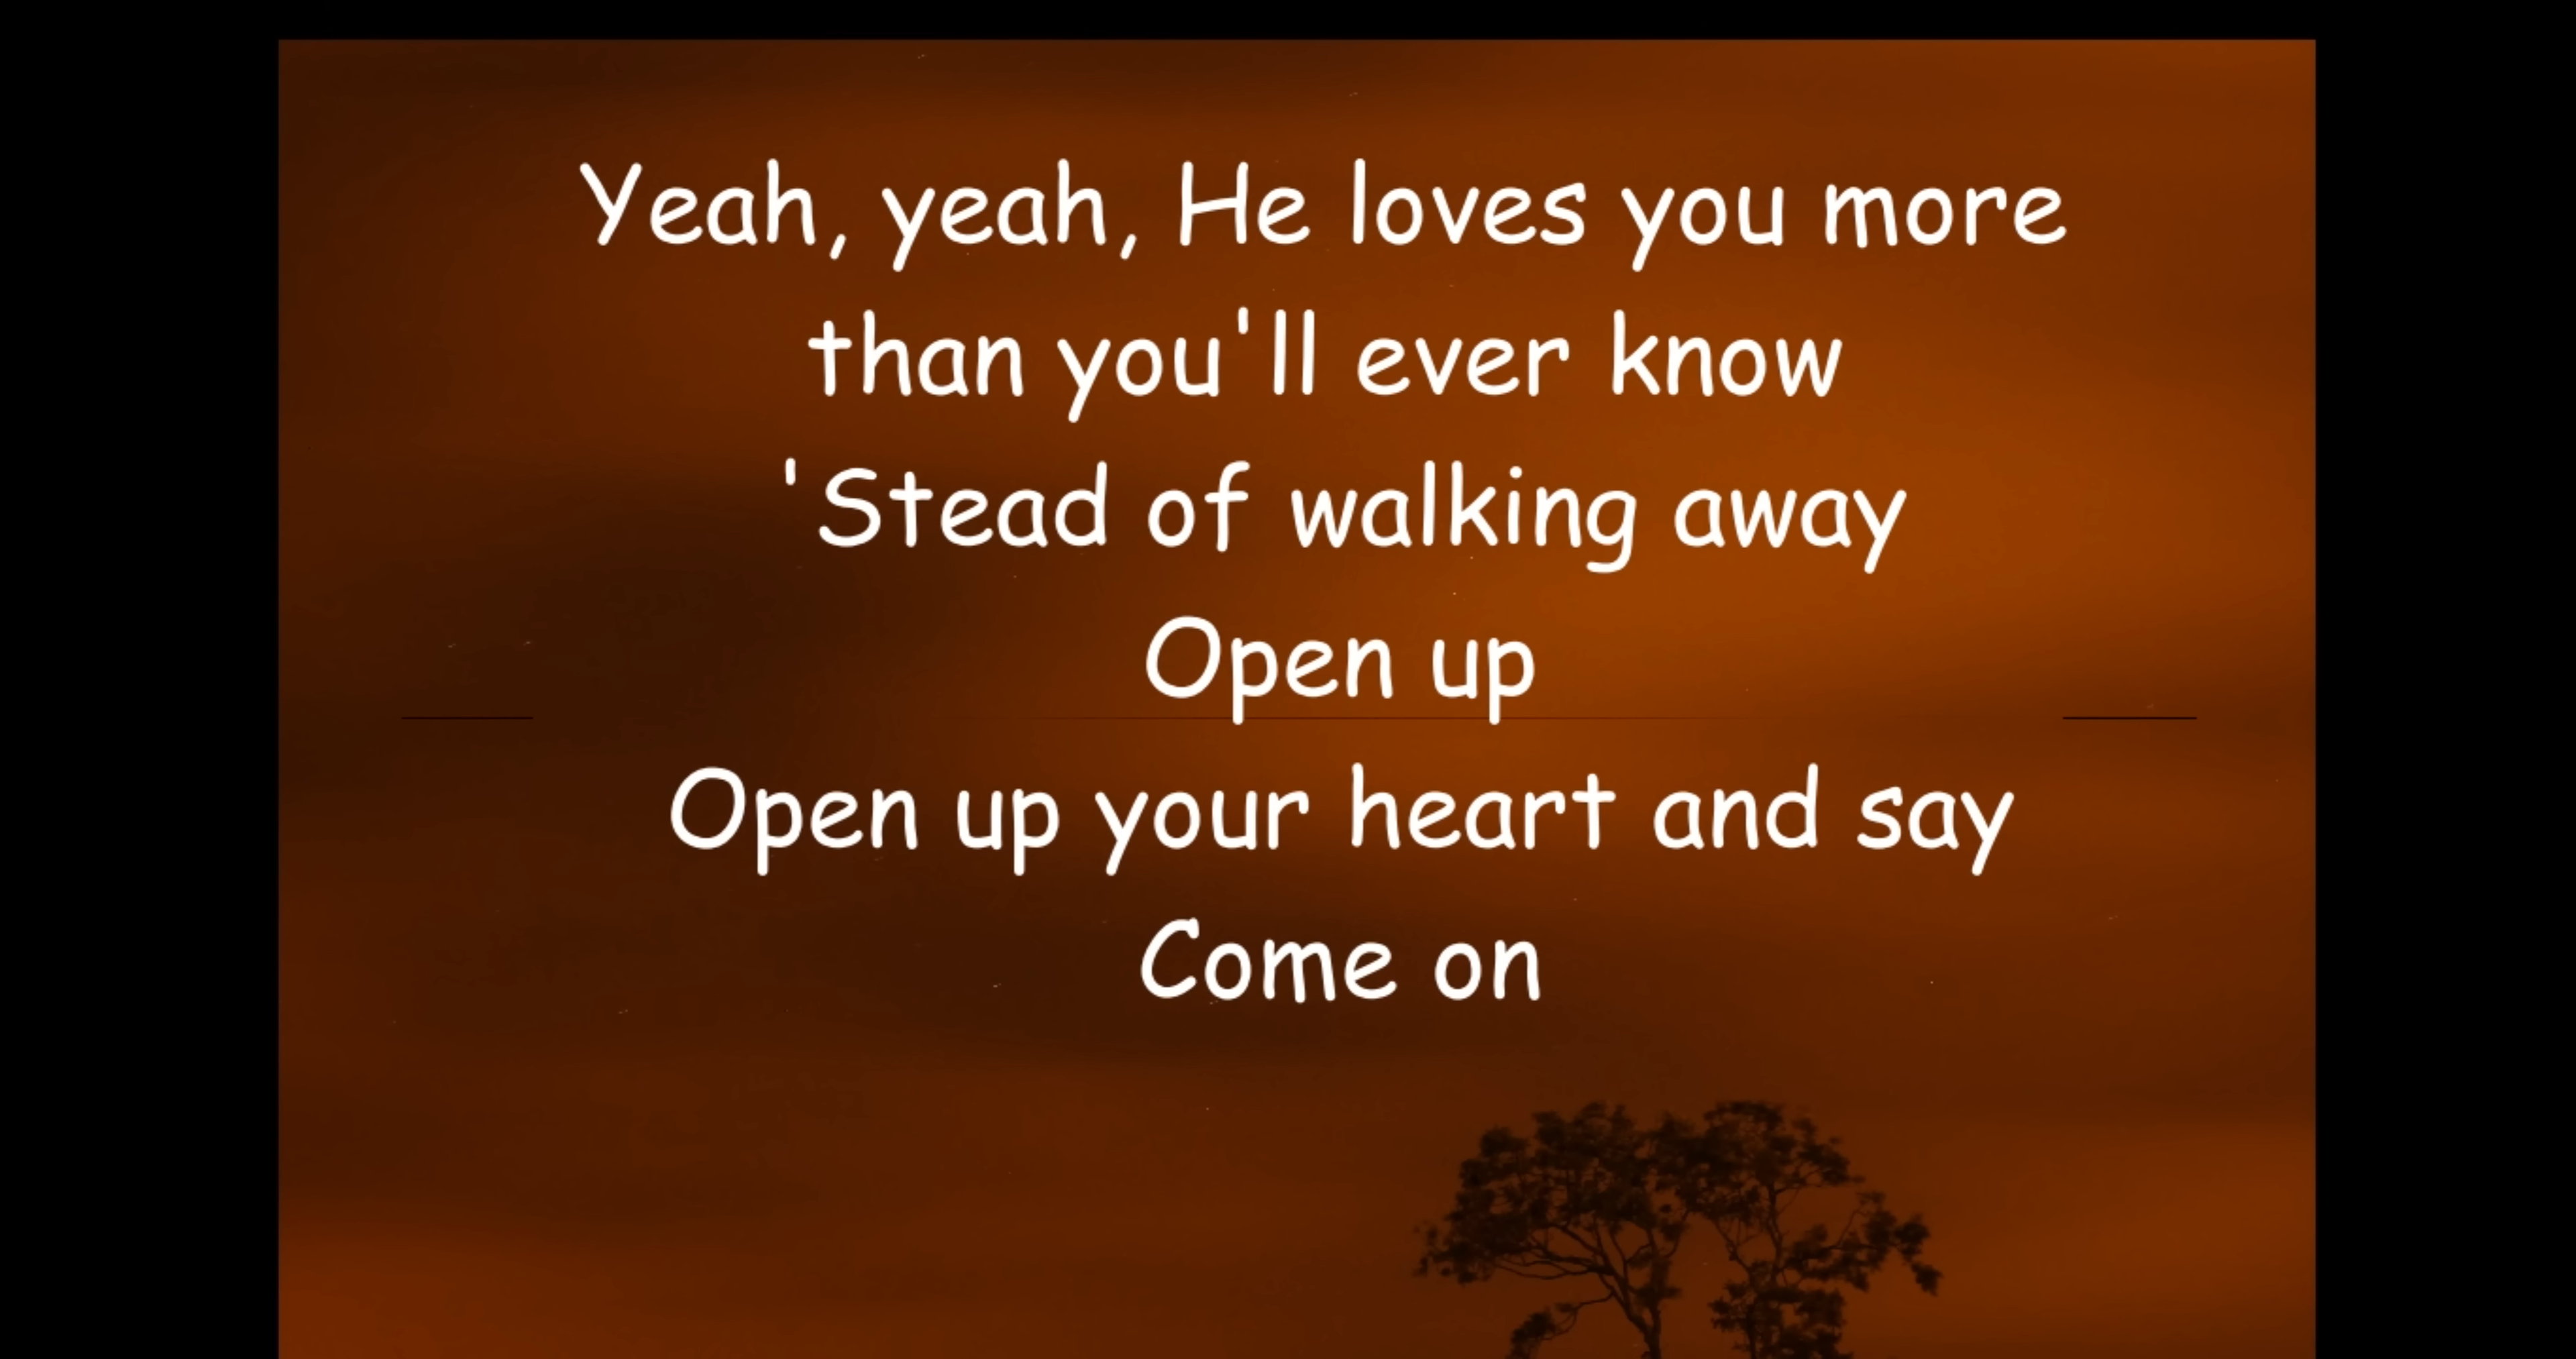 Yeah, yeah, He loves you more
than you'll ever know
'Stead of walking away
Open up
Open up your heart and say
Come on